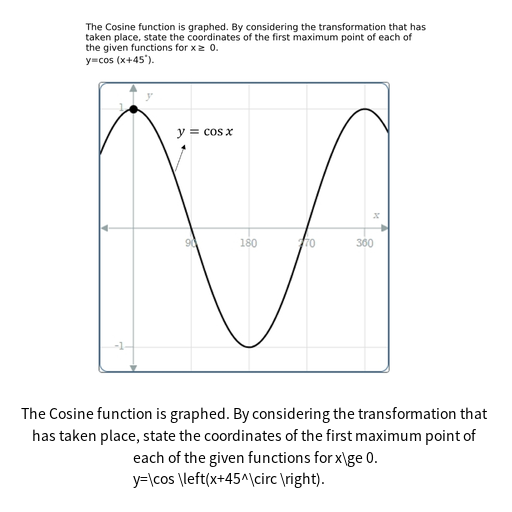 The Cosine function is graphed. By considering the transformation that has
taken place, state the coordinates of the first maximum point of each of
the given functions for x ≥ 0.
y=cos (x+45°).
y
1
y = cos x
x
90
180
270
360
-1
The Cosine function is graphed. By considering the transformation that
has taken place, state the coordinates of the first maximum point of
each of the given functions for x\ge 0.
y=\cos \left(x+45^\circ \right).